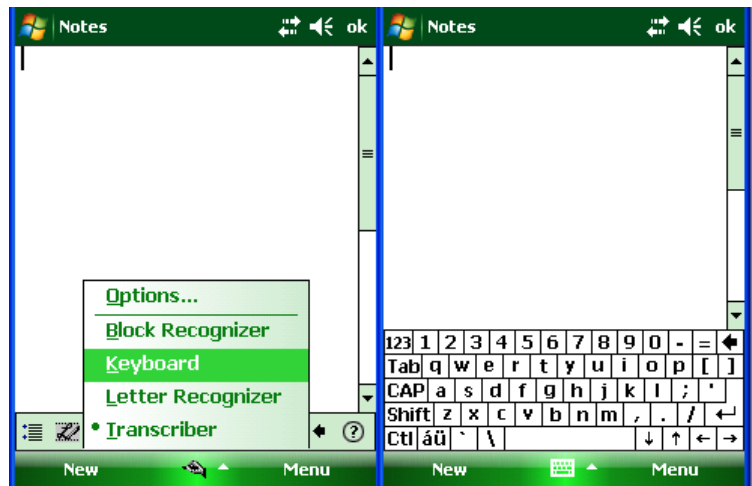 Notes ok
Options...
Block Recognizer
Keyboard
Letter Recognizer
Transcriber
New Menu
Notes ok
123 1 2 3 4 5 6 7 8 9 0 - =
Tab q w e r t y u i o p [ ]
CAP a s d f g h j k l ; '
Shift z x c v b n m , . /
Ctl áü ` \ ↓ ↑ ← →
New Menu